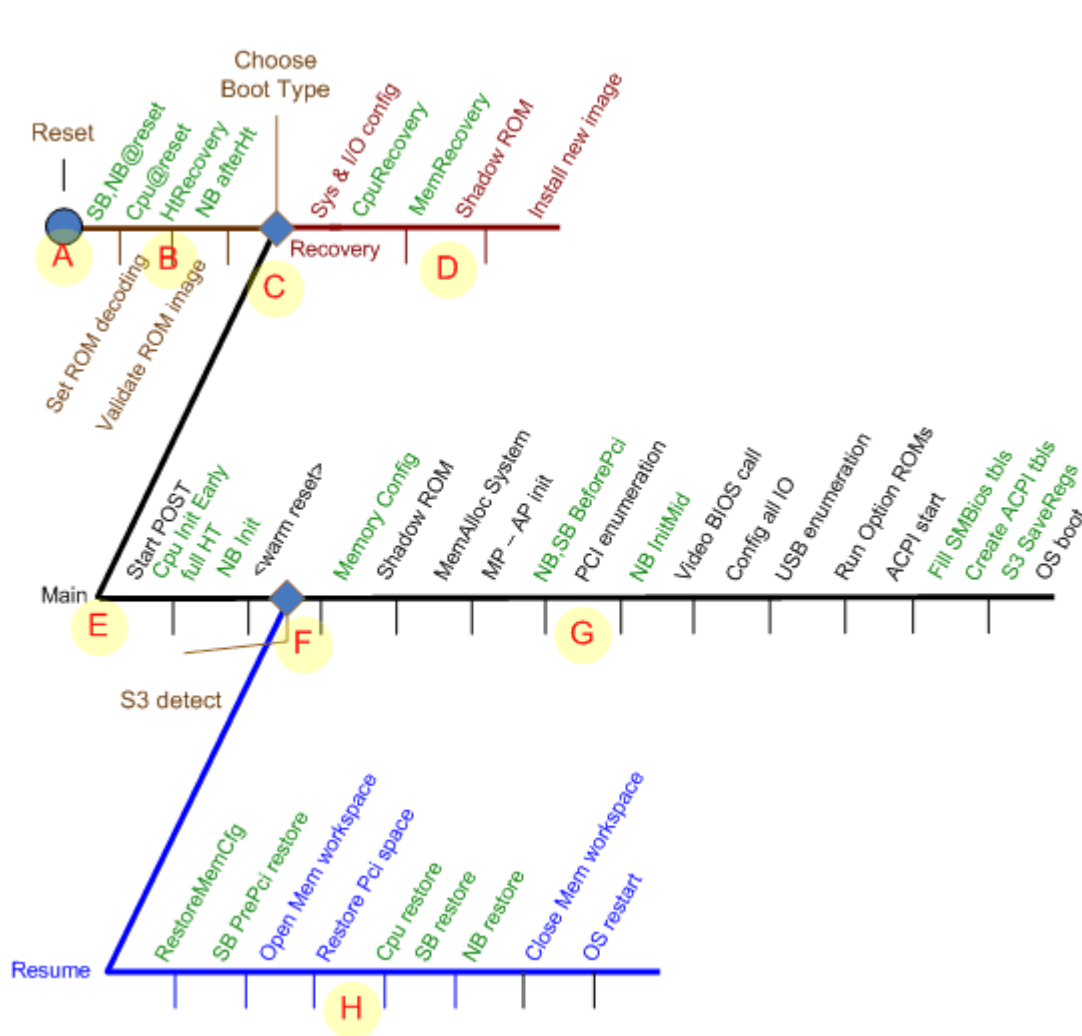 Choose
Boot Type
Reset
SB,NB@reset
Cpu@reset
HtRecovery
NB afterHt
Sys & I/O config
CpuRecovery
MemRecovery
Shadow ROM
Install new image
A
B
C
Recovery
D
Set ROM decoding
Validate ROM image
Start POST
Cpu Init Early
full HT
NB Init
<warm reset>
Memory Config
Shadow ROM
MemAlloc System
MP – AP init
NB,SB BeforePci
PCI enumeration
NB InitMid
Video BIOS call
Config all IO
USB enumeration
Run Option ROMs
ACPI start
Fill SMBios tbls
Create ACPI tbls
S3 SaveRegs
OS boot
Main
E
F
G
S3 detect
RestoreMemCfg
SB PrePci restore
Open Mem workspace
Restore Pci space
Cpu restore
SB restore
NB restore
Close Mem workspace
OS restart
Resume
H